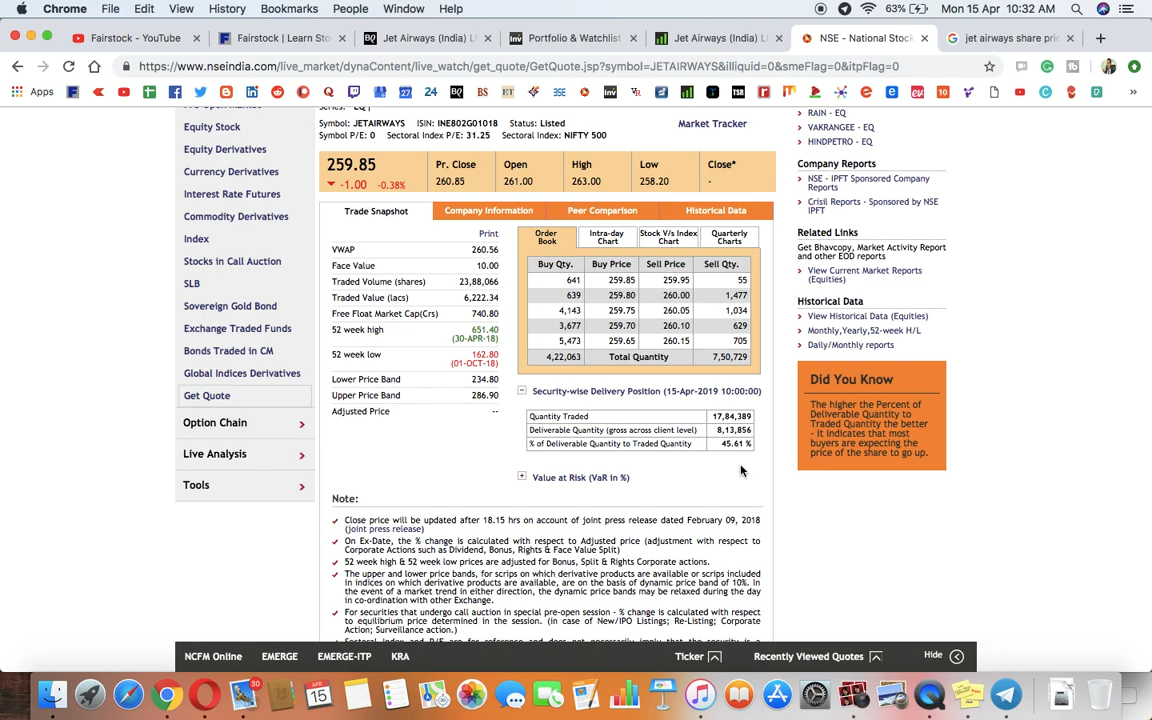 Chrome File Edit View History Bookmarks People Window Help 63% Mon 15 Apr 10:32 AM
Fairstock - YouTube × Fairstock | Learn Sto × Jet Airways (India) L × Portfolio & Watchlist × Jet Airways (India) L × NSE - National Stock × jet airways share pric ×
https://www.nseindia.com/live_market/dynaContent/live_watch/get_quote/GetQuote.jsp?symbol=JETAIRWAYS&illiquid=0&smeFlag=0&itpFlag=0
Apps
Equity Stock
Equity Derivatives
Currency Derivatives
Interest Rate Futures
Commodity Derivatives
Index
Stocks in Call Auction
SLB
Sovereign Gold Bond
Exchange Traded Funds
Bonds Traded in CM
Global Indices Derivatives
Get Quote
Option Chain
Live Analysis
Tools
Symbol: JETAIRWAYS ISIN: INE802G01018 Status: Listed
Symbol P/E: 0 Sectoral Index P/E: 31.25 Sectoral Index: NIFTY 500
Market Tracker
259.85 Pr. Close Open High Low Close*
-1.00 -0.38% 260.85 261.00 263.00 258.20 -
Trade Snapshot Company Information Peer Comparison Historical Data
Print
VWAP 260.56
Face Value 10.00
Traded Volume (shares) 23,88,066
Traded Value (lacs) 6,222.34
Free Float Market Cap(Crs) 740.80
52 week high 651.40
(30-APR-18)
52 week low 162.80
(01-OCT-18)
Lower Price Band 234.80
Upper Price Band 286.90
Adjusted Price --
Order Book Intra-day Chart Stock V/s Index Chart Quarterly Charts
Buy Qty. Buy Price Sell Price Sell Qty.
641 259.85 259.95 55
639 259.80 260.00 1,477
4,143 259.75 260.05 1,034
3,677 259.70 260.10 629
5,473 259.65 260.15 705
4,22,063 Total Quantity 7,50,729
Security-wise Delivery Position (15-Apr-2019 10:00:00)
Quantity Traded 17,84,389
Deliverable Quantity (gross across client level) 8,13,856
% of Deliverable Quantity to Traded Quantity 45.61 %
Value at Risk (VaR in %)
Note:
Close price will be updated after 18.15 hrs on account of joint press release dated February 09, 2018
(joint press release)
On Ex-Date, the % change is calculated with respect to Adjusted price (adjustment with respect to
Corporate Actions such as Dividend, Bonus, Rights & Face Value Split)
52 week high & 52 week low prices are adjusted for Bonus, Split & Rights Corporate actions.
The upper and lower price bands, for scrips on which derivative products are available or scrips included
in indices on which derivative products are available, are on the basis of dynamic price band of 10%. In
the event of a market trend in either direction, the dynamic price bands may be relaxed during the day
in co-ordination with other Exchange.
For securities that undergo call auction in special pre-open session - % change is calculated with respect
to equilibrium price determined in the session. (in case of New/IPO Listings; Re-Listing; Corporate
Action; Surveillance action.)
RAIN - EQ
VAKRANGEE - EQ
HINDPETRO - EQ
Company Reports
NSE - IPFT Sponsored Company
Reports
Crisil Reports - Sponsored by NSE
IPFT
Related Links
Get Bhavcopy, Market Activity Report
and other EOD reports
View Current Market Reports
(Equities)
Historical Data
View Historical Data (Equities)
Monthly,Yearly,52-week H/L
Daily/Monthly reports
Did You Know
The higher the Percent of
Deliverable Quantity to
Traded Quantity the better
- it indicates that most
buyers are expecting the
price of the share to go up.
NCFM Online EMERGE EMERGE-ITP KRA Ticker Recently Viewed Quotes Hide